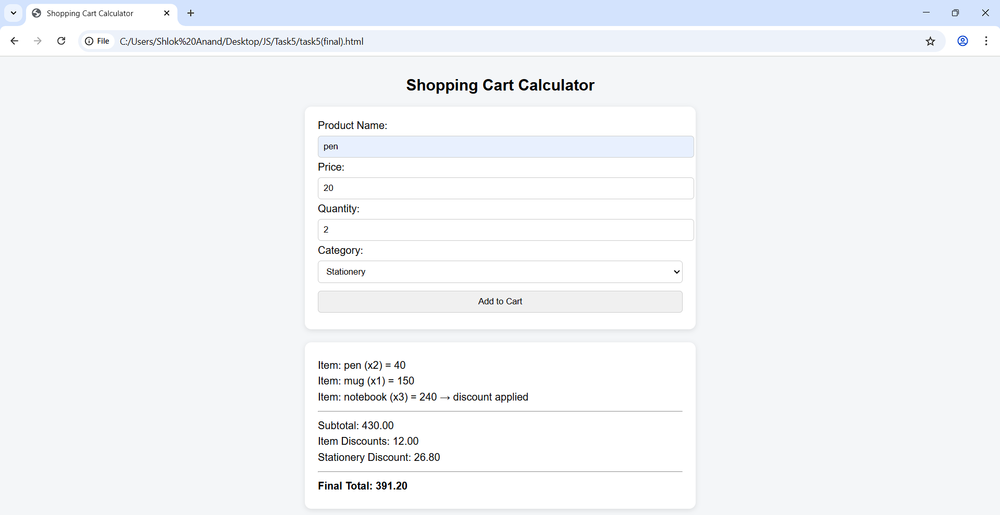 Shopping Cart Calculator
File
C:/Users/Shlok%20Anand/Desktop/JS/Task5/task5(final).html
Shopping Cart Calculator
Product Name:
pen
Price:
20
Quantity:
2
Category:
Stationery
Add to Cart
Item: pen (x2) = 40
Item: mug (x1) = 150
Item: notebook (x3) = 240 → discount applied
Subtotal: 430.00
Item Discounts: 12.00
Stationery Discount: 26.80
Final Total: 391.20